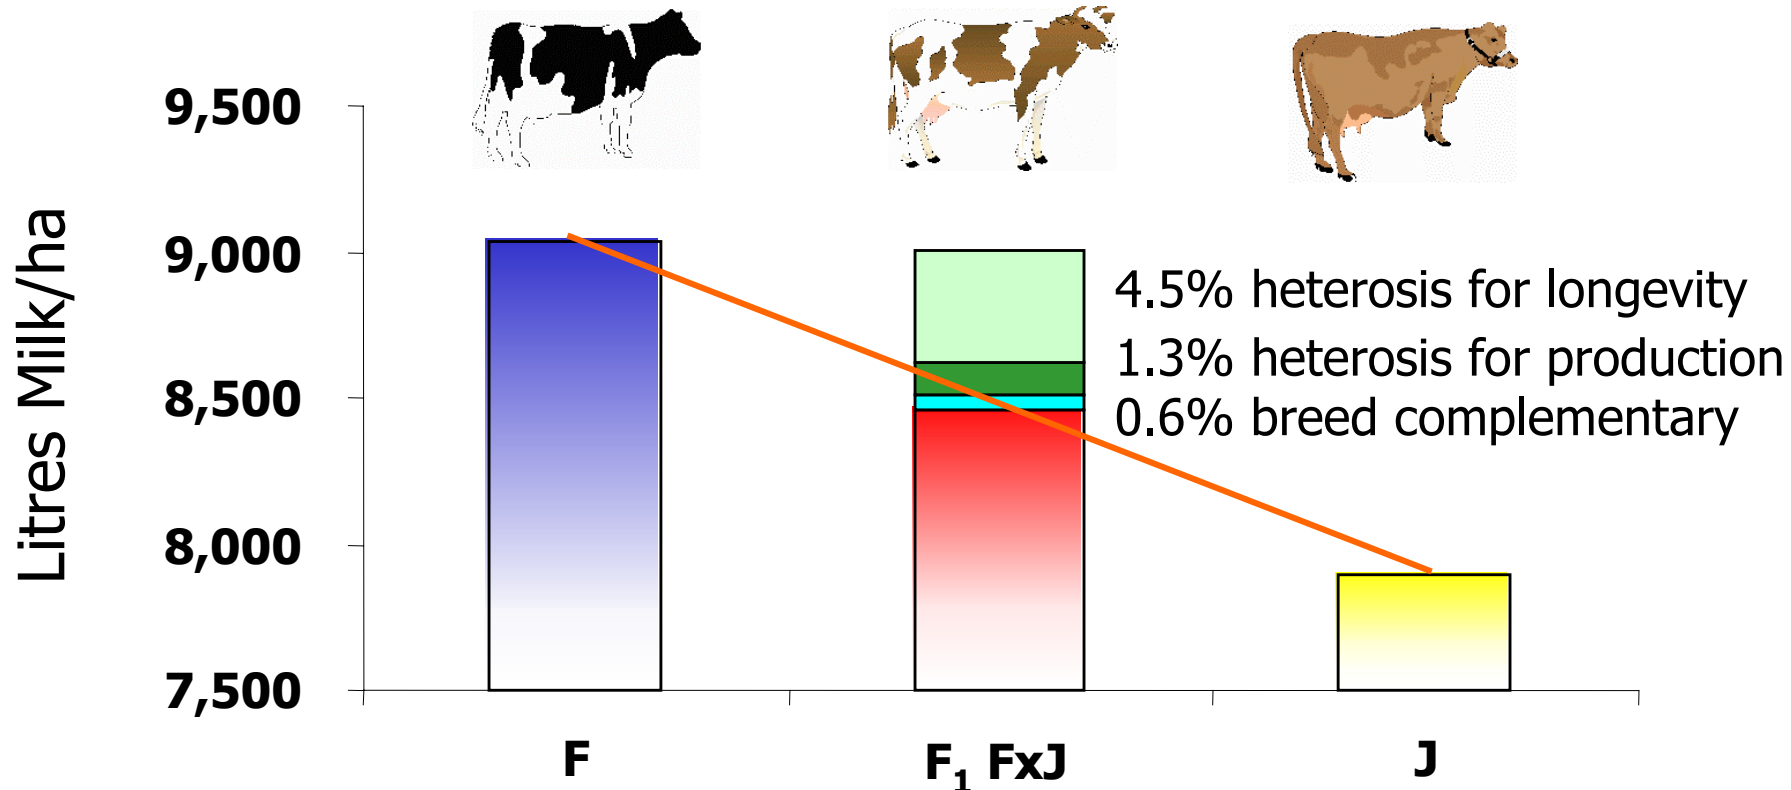 Litres Milk/ha
9,500
9,000
8,500
8,000
7,500
4.5% heterosis for longevity
1.3% heterosis for production
0.6% breed complementary
F
F₁ FxJ
J